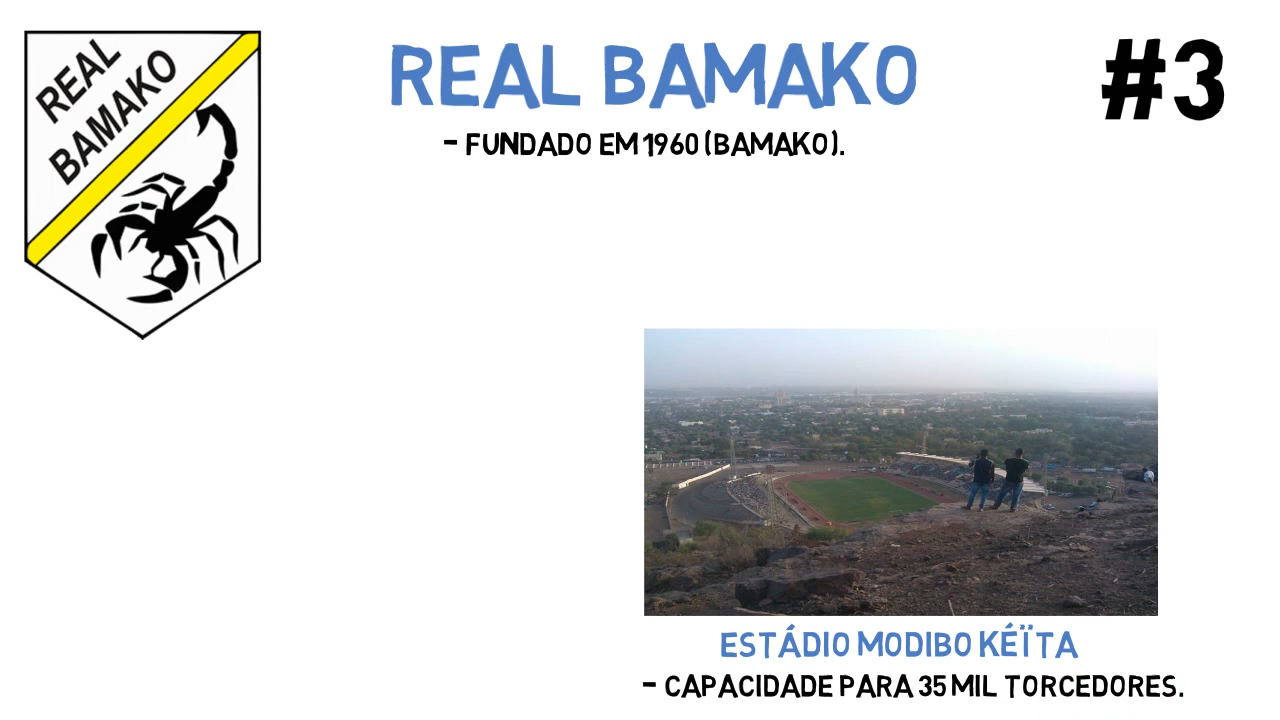 REAL
BAMAKO
REAL BAMAKO
#3
- FUNDADO EM 1960 (BAMAKO).
ESTÁDIO MODIBO KÉÏTA
- CAPACIDADE PARA 35 MIL TORCEDORES.